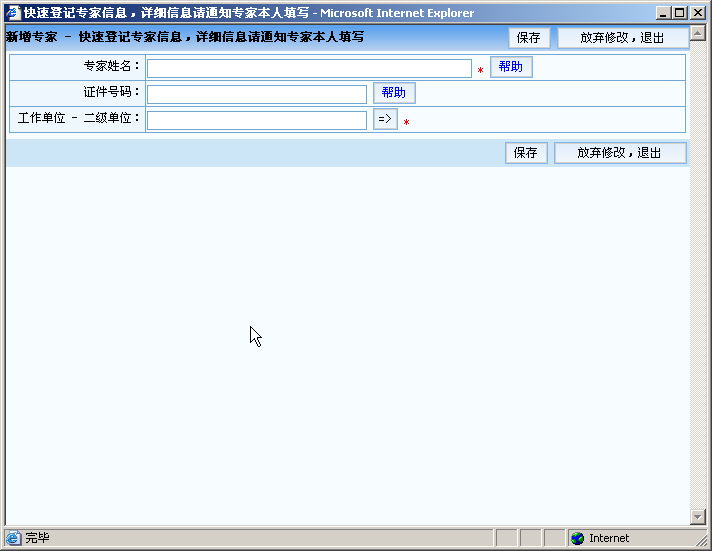 快速登记专家信息，详细信息请通知专家本人填写 - Microsoft Internet Explorer
新增专家 - 快速登记专家信息，详细信息请通知专家本人填写 保存 放弃修改，退出
专家姓名： * 帮助
证件号码： 帮助
工作单位 - 二级单位： => *
保存 放弃修改，退出
完毕 Internet